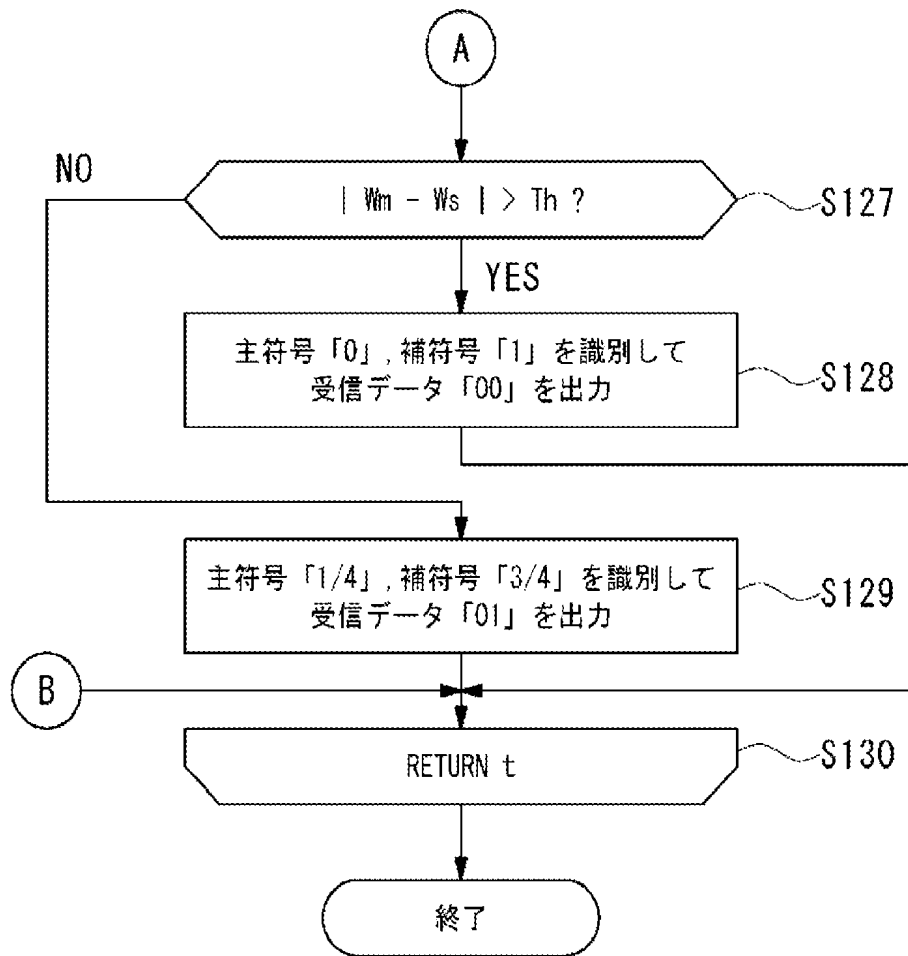 A
NO
| Wm - Ws | > Th ?
S127
YES
主符号「0」,補符号「1」を識別して
受信データ「00」を出力
S128
主符号「1/4」,補符号「3/4」を識別して
受信データ「01」を出力
S129
B
RETURN t
S130
終了